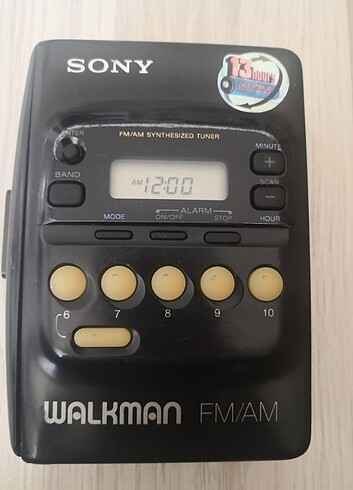 SONY
13 hours
FM/AM SYNTHESIZED TUNER
ENTER
MINUTE
+
BAND
AM 12:00
SCAN
−
MODE
ALARM
ON/OFF
STOP
HOUR
6 7 8 9 10
WALKMAN FM/AM